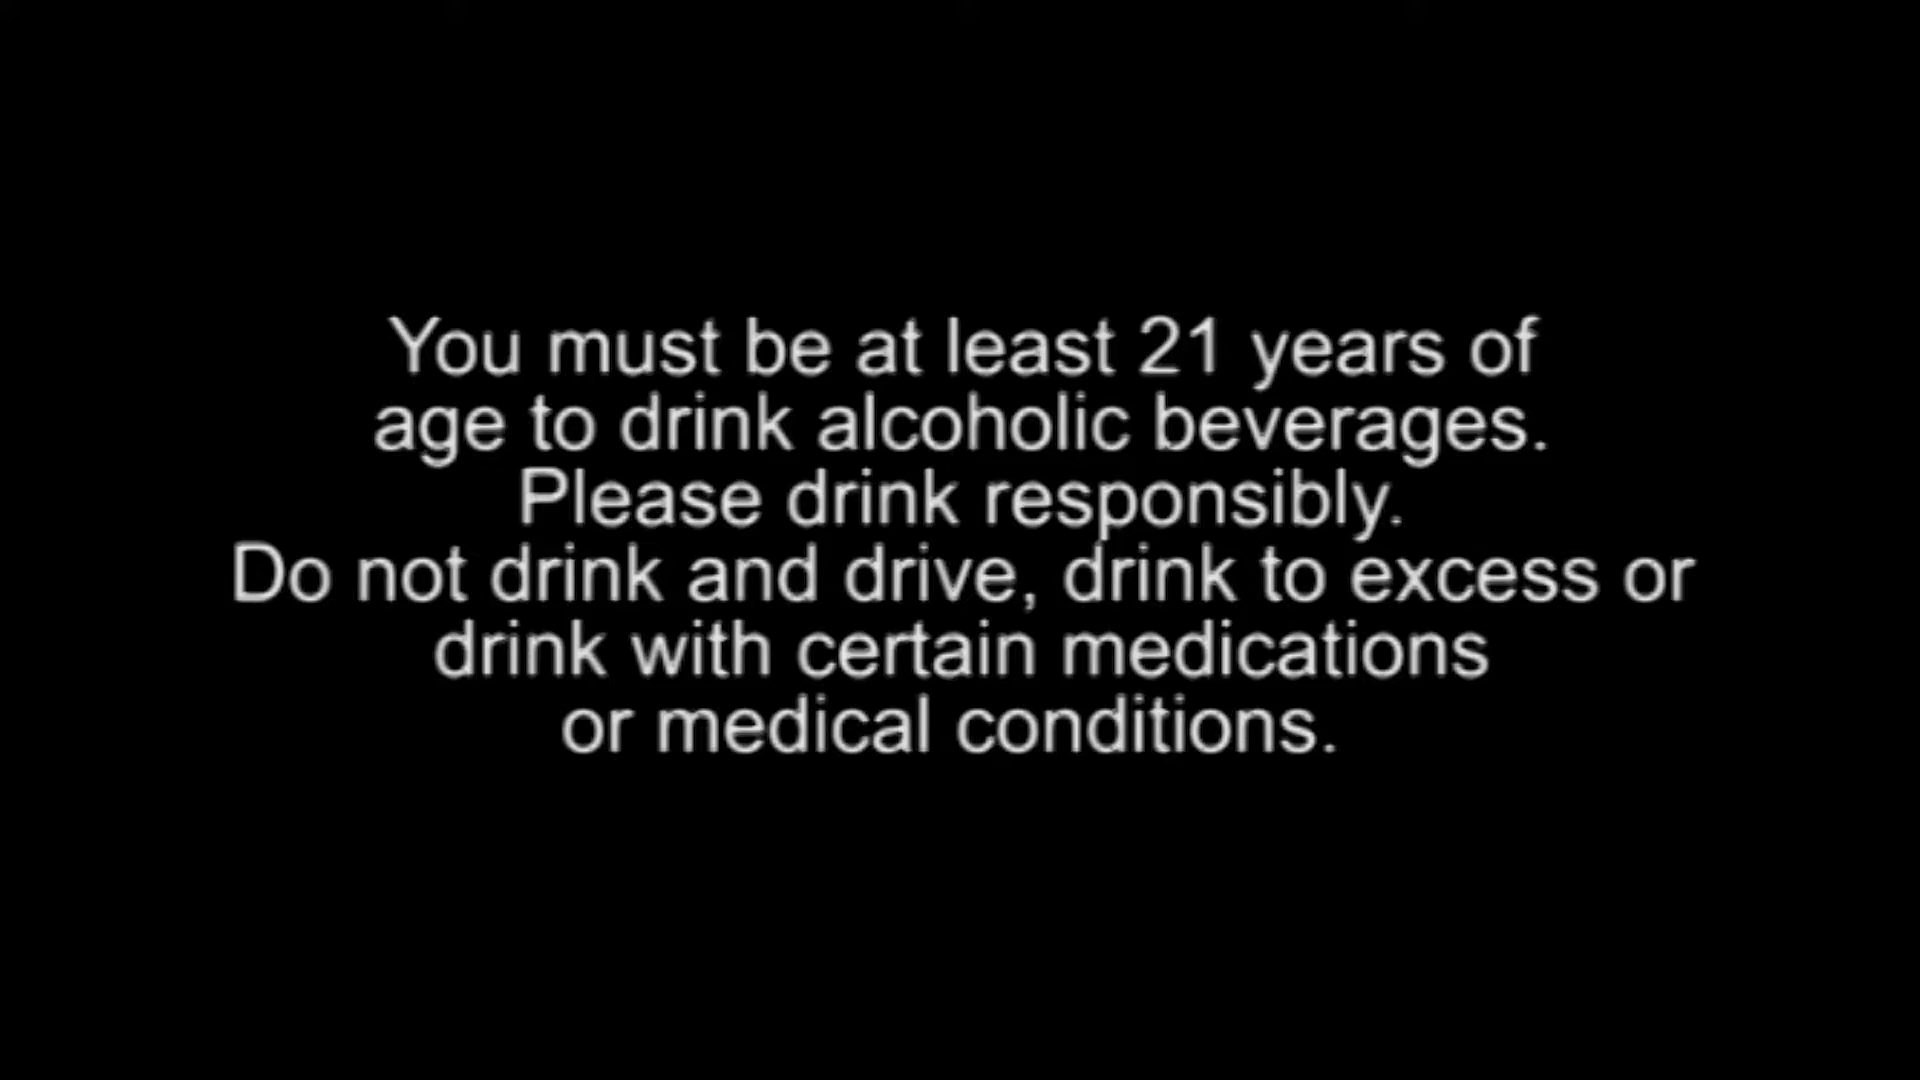 You must be at least 21 years of
age to drink alcoholic beverages.
Please drink responsibly.
Do not drink and drive, drink to excess or
drink with certain medications
or medical conditions.